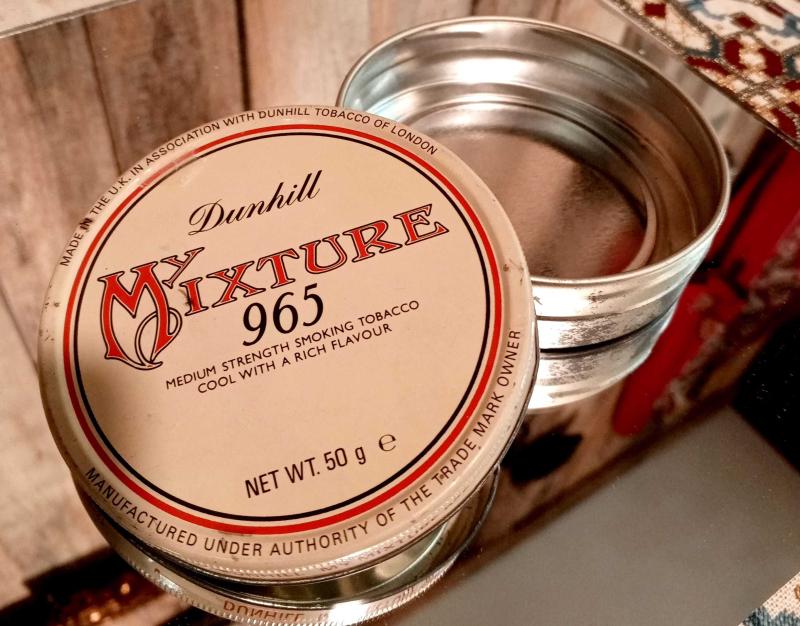 MADE IN THE U.K. IN ASSOCIATION WITH DUNHILL TOBACCO OF LONDON
Dunhill
My Mixture
965
MEDIUM STRENGTH SMOKING TOBACCO
COOL WITH A RICH FLAVOUR
NET WT. 50 g ℮
MANUFACTURED UNDER AUTHORITY OF THE TRADE MARK OWNER
DUNHILL